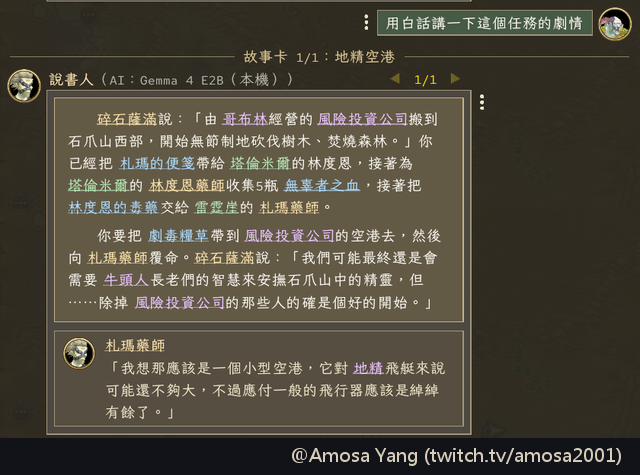 用白話講一下這個任務的劇情
故事卡 1/1：地精空港
說書人（AI：Gemma 4 E2B（本機））
1/1
碎石薩滿說：「由 哥布林經營的 風險投資公司搬到
石爪山西部，開始無節制地砍伐樹木、焚燒森林。」你
已經把 札瑪的便箋帶給 塔倫米爾的林度恩，接著為
塔倫米爾的 林度恩藥師收集5瓶 無辜者之血，接著把
林度恩的毒藥交給 雷霆崖的 札瑪藥師。
你要把 劇毒糧草帶到 風險投資公司的空港去，然後
向 札瑪藥師覆命。碎石薩滿說：「我們可能最終還是會
需要 牛頭人長老們的智慧來安撫石爪山中的精靈，但
⋯⋯除掉 風險投資公司的那些人的確是個好的開始。」
札瑪藥師
「我想那應該是一個小型空港，它對 地精飛艇來說
可能還不夠大，不過應付一般的飛行器應該是綽綽
有餘了。」
@Amosa Yang (twitch.tv/amosa2001)